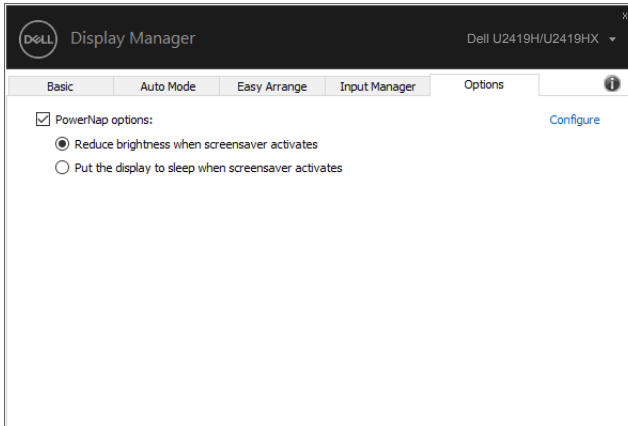 x
DELL Display Manager Dell U2419H/U2419HX
Basic Auto Mode Easy Arrange Input Manager Options
PowerNap options: Configure
Reduce brightness when screensaver activates
Put the display to sleep when screensaver activates